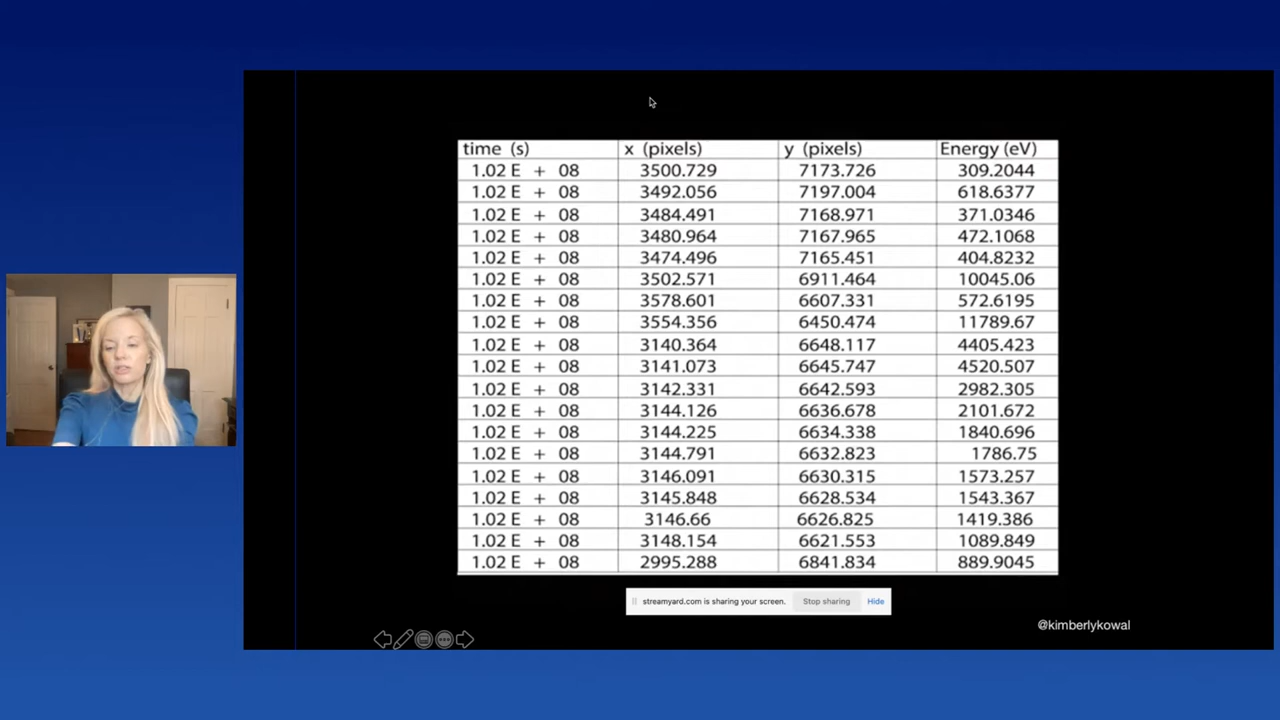 time (s) x (pixels) y (pixels) Energy (eV)
1.02 E + 08 3500.729 7173.726 309.2044
1.02 E + 08 3492.056 7197.004 618.6377
1.02 E + 08 3484.491 7168.971 371.0346
1.02 E + 08 3480.964 7167.965 472.1068
1.02 E + 08 3474.496 7165.451 404.8232
1.02 E + 08 3502.571 6911.464 10045.06
1.02 E + 08 3578.601 6607.331 572.6195
1.02 E + 08 3554.356 6450.474 11789.67
1.02 E + 08 3140.364 6648.117 4405.423
1.02 E + 08 3141.073 6645.747 4520.507
1.02 E + 08 3142.331 6642.593 2982.305
1.02 E + 08 3144.126 6636.678 2101.672
1.02 E + 08 3144.225 6634.338 1840.696
1.02 E + 08 3144.791 6632.823 1786.75
1.02 E + 08 3146.091 6630.315 1573.257
1.02 E + 08 3145.848 6628.534 1543.367
1.02 E + 08 3146.66 6626.825 1419.386
1.02 E + 08 3148.154 6621.553 1089.849
1.02 E + 08 2995.288 6841.834 889.9045
streamyard.com is sharing your screen. Stop sharing Hide
@kimberlykowal